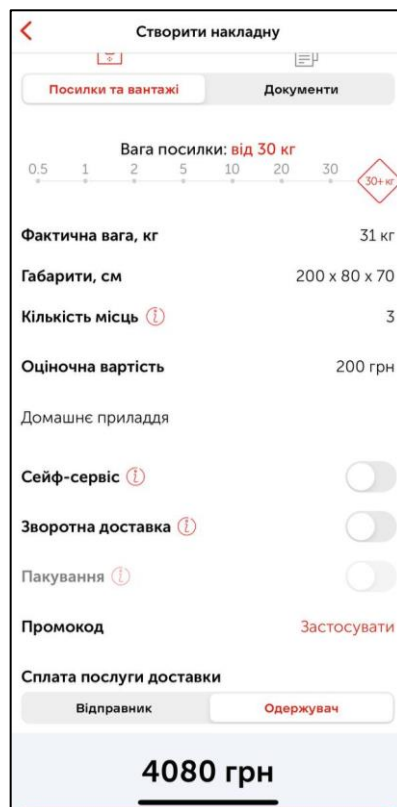 Створити накладну
Посилки та вантажі Документи
Вага посилки: від 30 кг
0.5 1 2 5 10 20 30 30+ кг
Фактична вага, кг 31 кг
Габарити, см 200 x 80 x 70
Кількість місць 3
Оціночна вартість 200 грн
Домашнє приладдя
Сейф-сервіс
Зворотна доставка
Пакування
Промокод Застосувати
Сплата послуги доставки
Відправник Одержувач
4080 грн